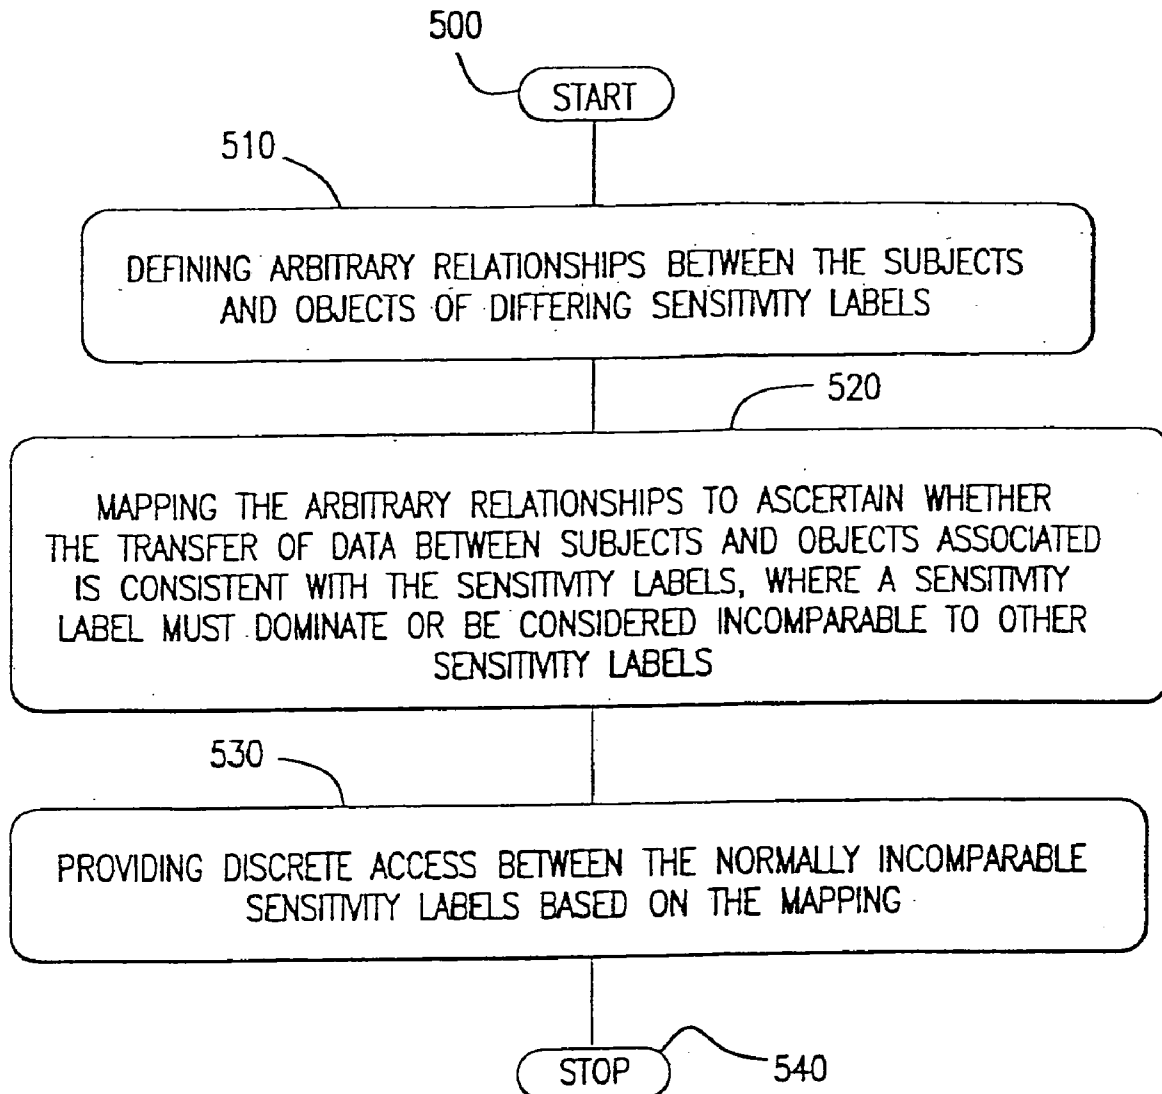 500
START
510
DEFINING ARBITRARY RELATIONSHIPS BETWEEN THE SUBJECTS
AND OBJECTS OF DIFFERING SENSITIVITY LABELS
520
MAPPING THE ARBITRARY RELATIONSHIPS TO ASCERTAIN WHETHER
THE TRANSFER OF DATA BETWEEN SUBJECTS AND OBJECTS ASSOCIATED
IS CONSISTENT WITH THE SENSITIVITY LABELS, WHERE A SENSITIVITY
LABEL MUST DOMINATE OR BE CONSIDERED INCOMPARABLE TO OTHER
SENSITIVITY LABELS
530
PROVIDING DISCRETE ACCESS BETWEEN THE NORMALLY INCOMPARABLE
SENSITIVITY LABELS BASED ON THE MAPPING
STOP
540